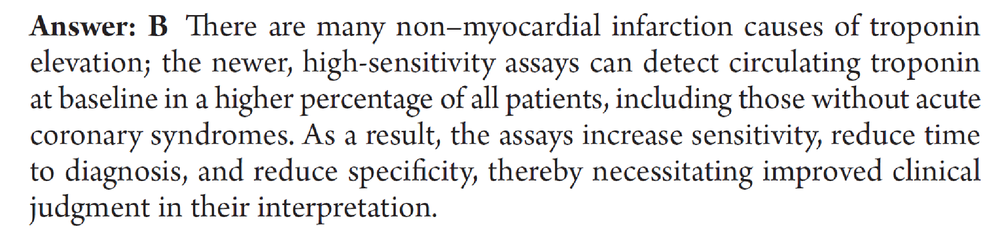 Answer: B There are many non–myocardial infarction causes of troponin
elevation; the newer, high-sensitivity assays can detect circulating troponin
at baseline in a higher percentage of all patients, including those without acute
coronary syndromes. As a result, the assays increase sensitivity, reduce time
to diagnosis, and reduce specificity, thereby necessitating improved clinical
judgment in their interpretation.